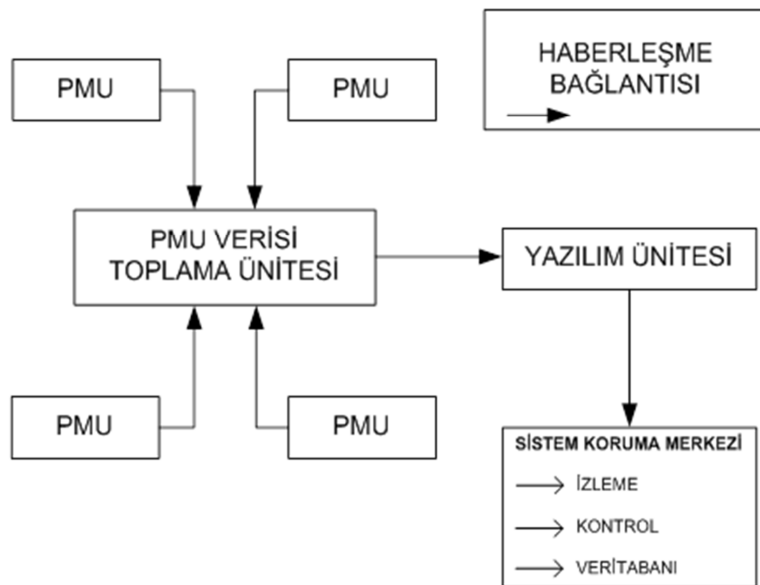 PMU
PMU
HABERLEŞME
BAĞLANTISI
PMU VERİSİ
TOPLAMA ÜNİTESİ
YAZILIM ÜNİTESİ
PMU
PMU
SİSTEM KORUMA MERKEZİ
İZLEME
KONTROL
VERİTABANI